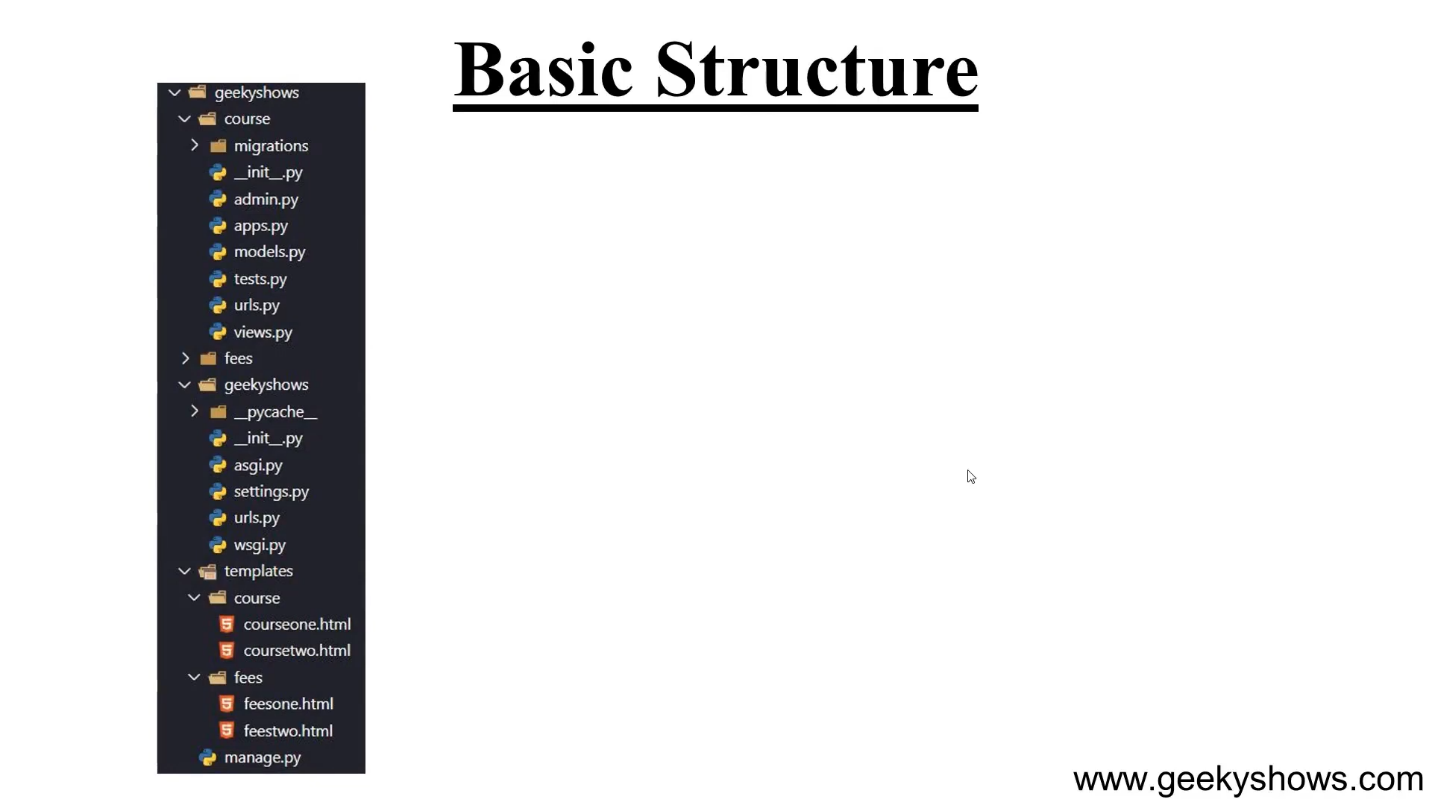 Basic Structure
geekyshows
course
migrations
__init__.py
admin.py
apps.py
models.py
tests.py
urls.py
views.py
fees
geekyshows
__pycache__
__init__.py
asgi.py
settings.py
urls.py
wsgi.py
templates
course
courseone.html
coursetwo.html
fees
feesone.html
feestwo.html
manage.py
www.geekyshows.com